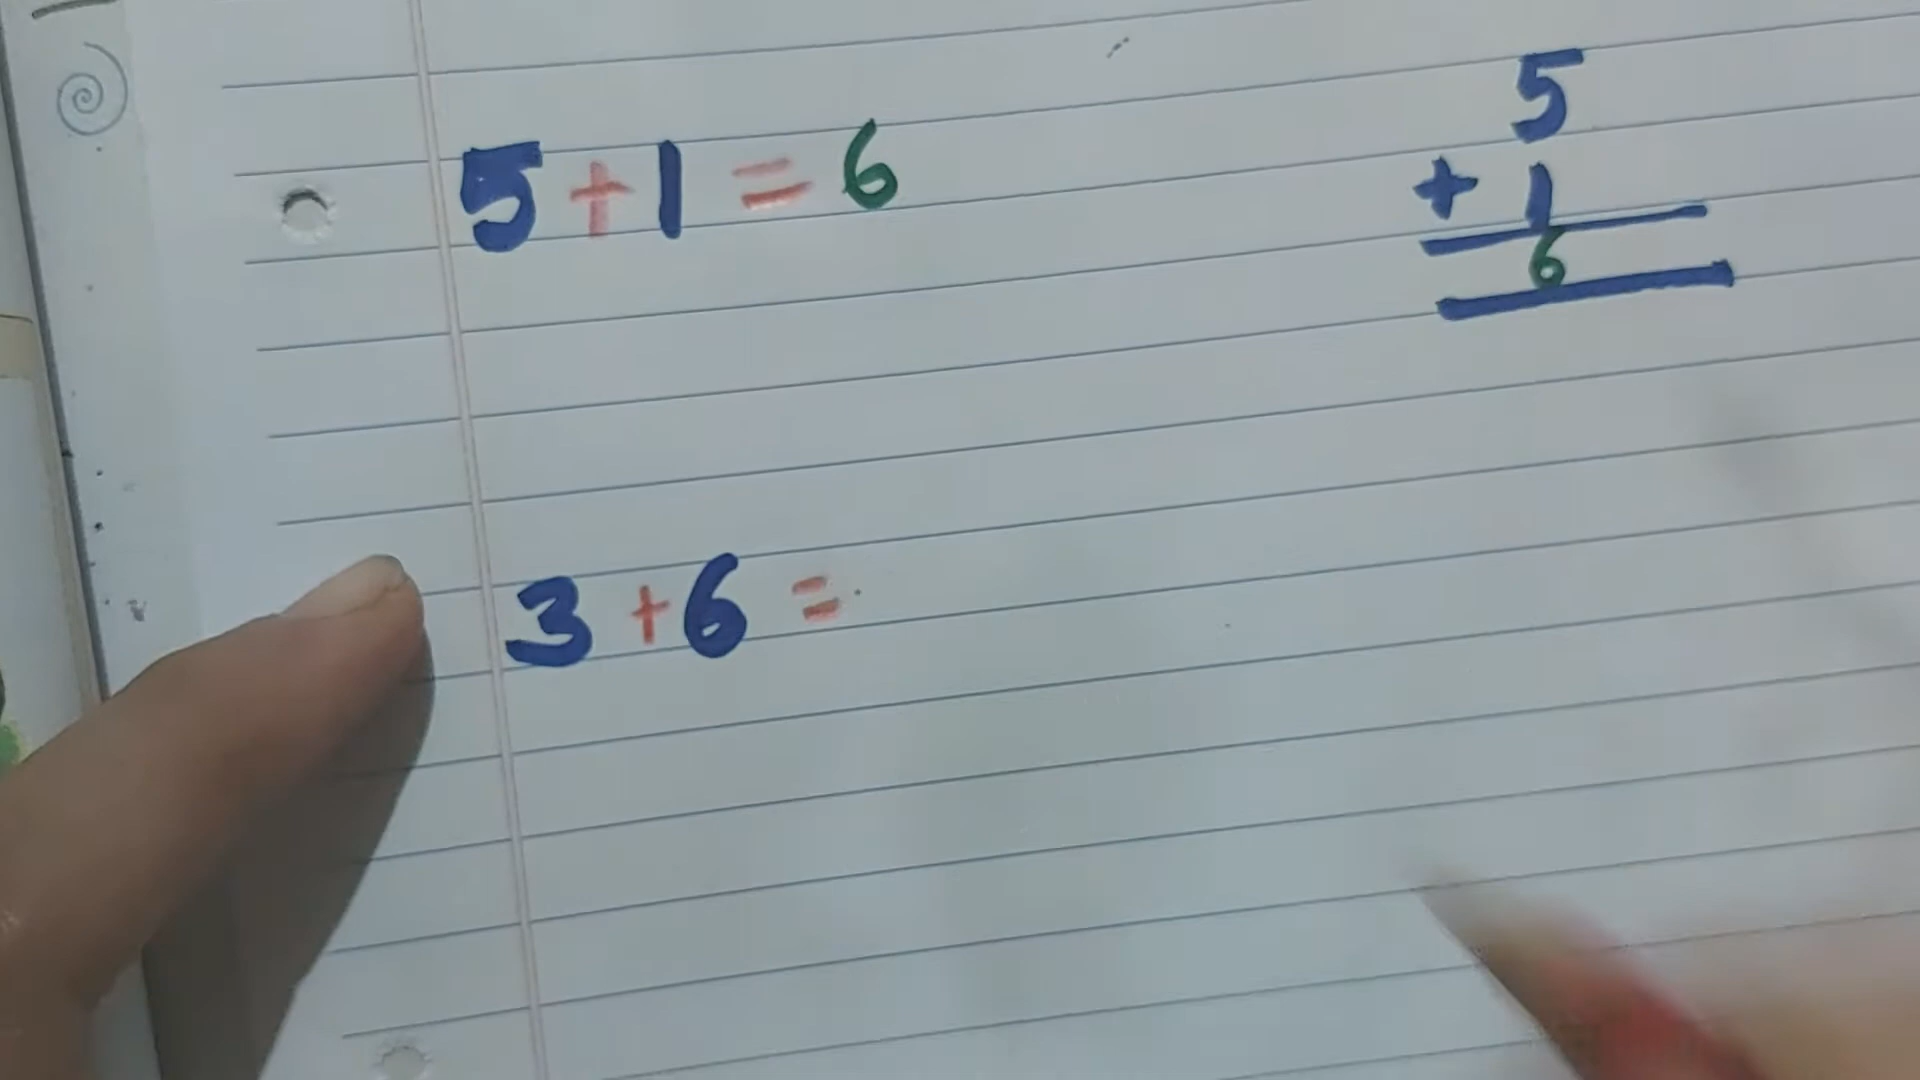 5 + 1 = 6
5
+ 1
6
3 + 6 =